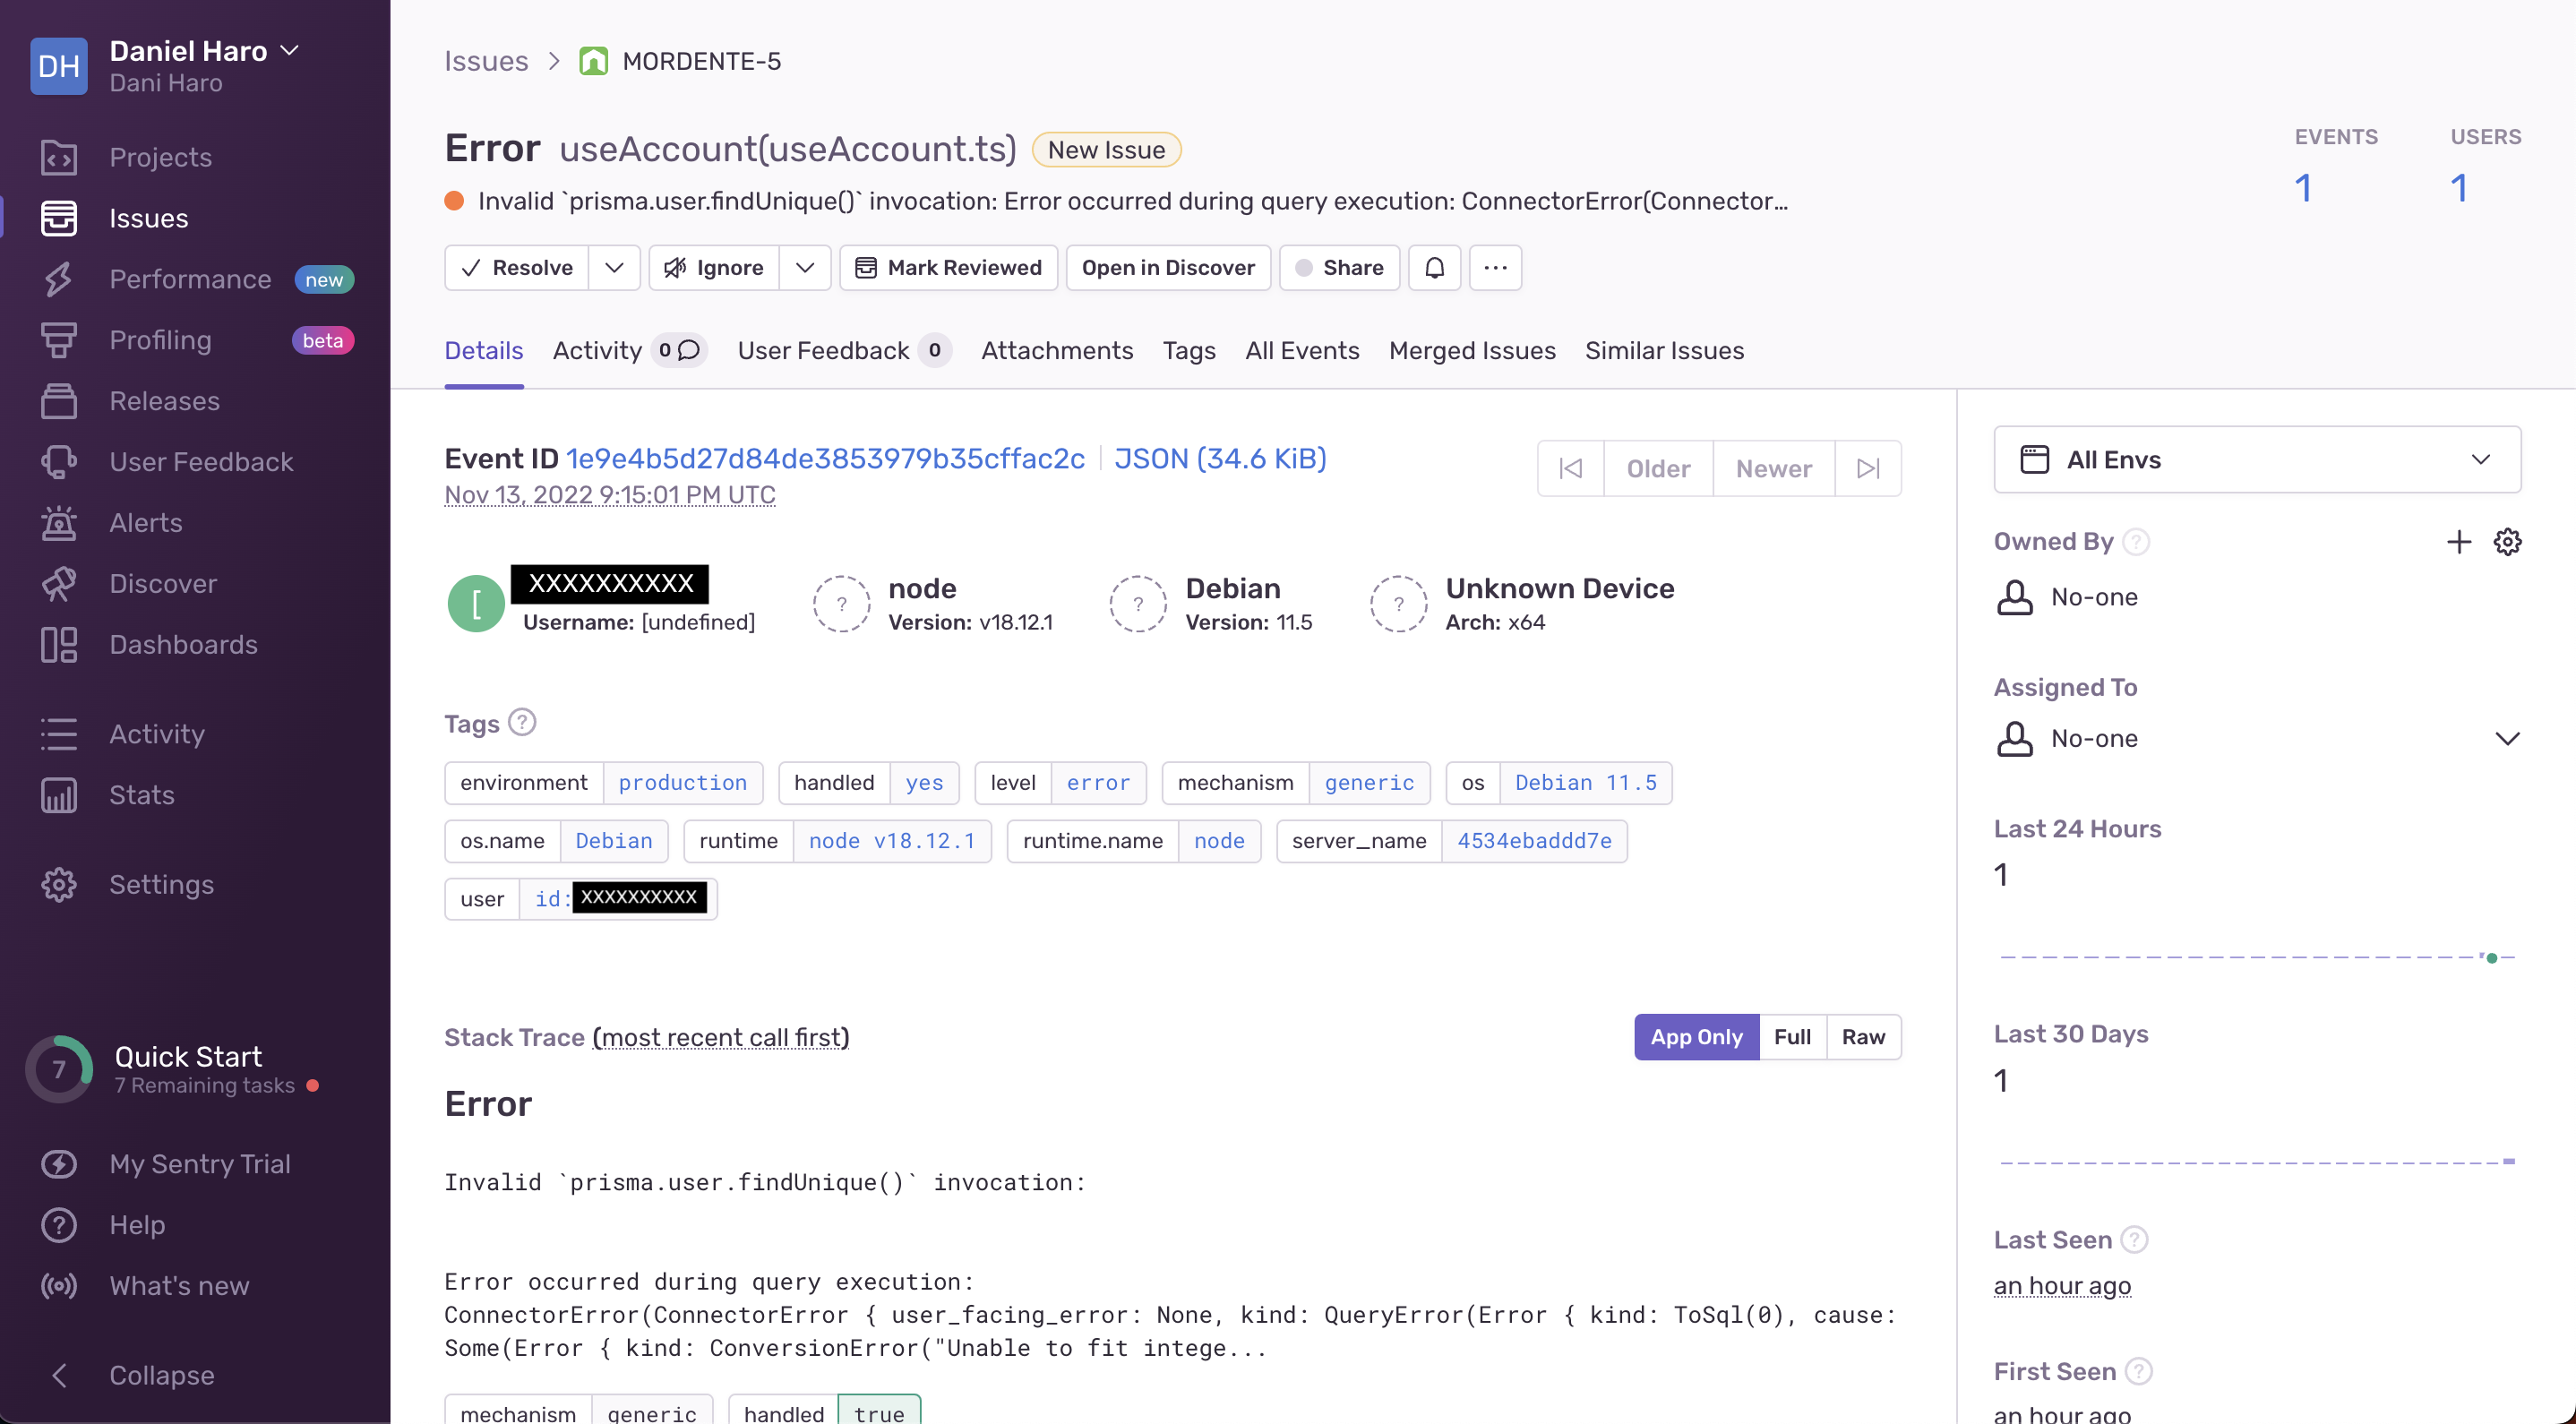 DH
Daniel Haro
Dani Haro
Projects
Issues
Performance new
Profiling beta
Releases
User Feedback
Alerts
Discover
Dashboards
Activity
Stats
Settings
7
Quick Start
7 Remaining tasks
My Sentry Trial
Help
What's new
Collapse
Issues > MORDENTE-5
Error useAccount(useAccount.ts) New Issue
Invalid `prisma.user.findUnique()` invocation: Error occurred during query execution: ConnectorError(Connector…
EVENTS USERS
1 1
Resolve Ignore Mark Reviewed Open in Discover Share ...
Details Activity 0 User Feedback 0 Attachments Tags All Events Merged Issues Similar Issues
Event ID 1e9e4b5d27d84de3853979b35cffac2c | JSON (34.6 KiB)
Nov 13, 2022 9:15:01 PM UTC
Older Newer
[ XXXXXXXXXX
Username: [undefined]
? node
Version: v18.12.1
? Debian
Version: 11.5
? Unknown Device
Arch: x64
Tags ?
environment production handled yes level error mechanism generic os Debian 11.5
os.name Debian runtime node v18.12.1 runtime.name node server_name 4534ebaddd7e
user id: XXXXXXXXXX
Stack Trace (most recent call first)
App Only Full Raw
Error
Invalid `prisma.user.findUnique()` invocation:
Error occurred during query execution:
ConnectorError(ConnectorError { user_facing_error: None, kind: QueryError(Error { kind: ToSql(0), cause:
Some(Error { kind: ConversionError("Unable to fit intege...
mechanism generic handled true
All Envs
Owned By ?
No-one
Assigned To
No-one
Last 24 Hours
1
Last 30 Days
1
Last Seen ?
an hour ago
First Seen ?
an hour ago